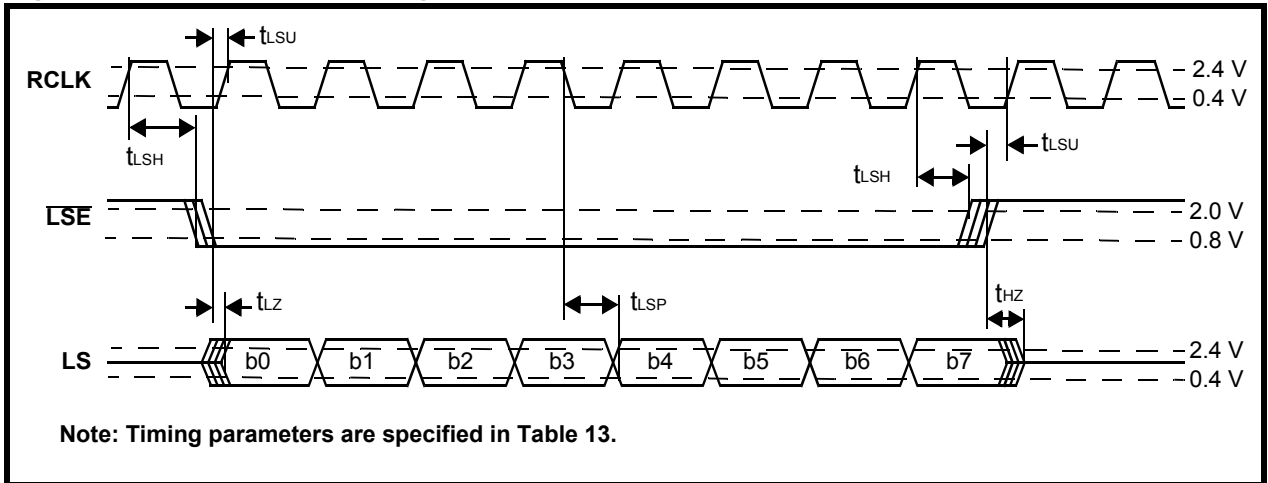 tLSU
RCLK
2.4 V
0.4 V
tLSH
tLSU
tLSH
LSE
2.0 V
0.8 V
tLZ
tLSP
tHZ
LS
b0 b1 b2 b3 b4 b5 b6 b7
2.4 V
0.4 V
Note: Timing parameters are specified in Table 13.